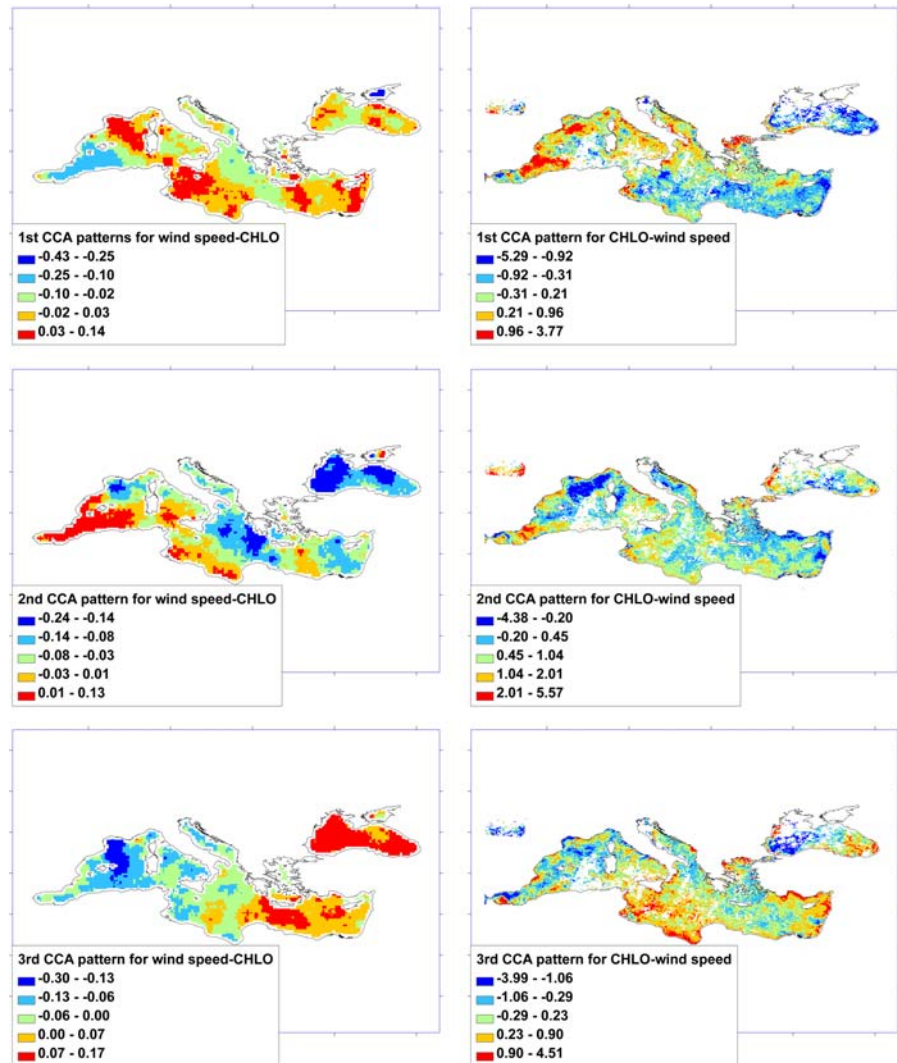 1st CCA patterns for wind speed-CHLO
-0.43 - -0.25
-0.25 - -0.10
-0.10 - -0.02
-0.02 - 0.03
0.03 - 0.14
1st CCA pattern for CHLO-wind speed
-5.29 - -0.92
-0.92 - -0.31
-0.31 - 0.21
0.21 - 0.96
0.96 - 3.77
2nd CCA pattern for wind speed-CHLO
-0.24 - -0.14
-0.14 - -0.08
-0.08 - -0.03
-0.03 - 0.01
0.01 - 0.13
2nd CCA pattern for CHLO-wind speed
-4.38 - -0.20
-0.20 - 0.45
0.45 - 1.04
1.04 - 2.01
2.01 - 5.57
3rd CCA pattern for wind speed-CHLO
-0.30 - -0.13
-0.13 - -0.06
-0.06 - 0.00
0.00 - 0.07
0.07 - 0.17
3rd CCA pattern for CHLO-wind speed
-3.99 - -1.06
-1.06 - -0.29
-0.29 - 0.23
0.23 - 0.90
0.90 - 4.51